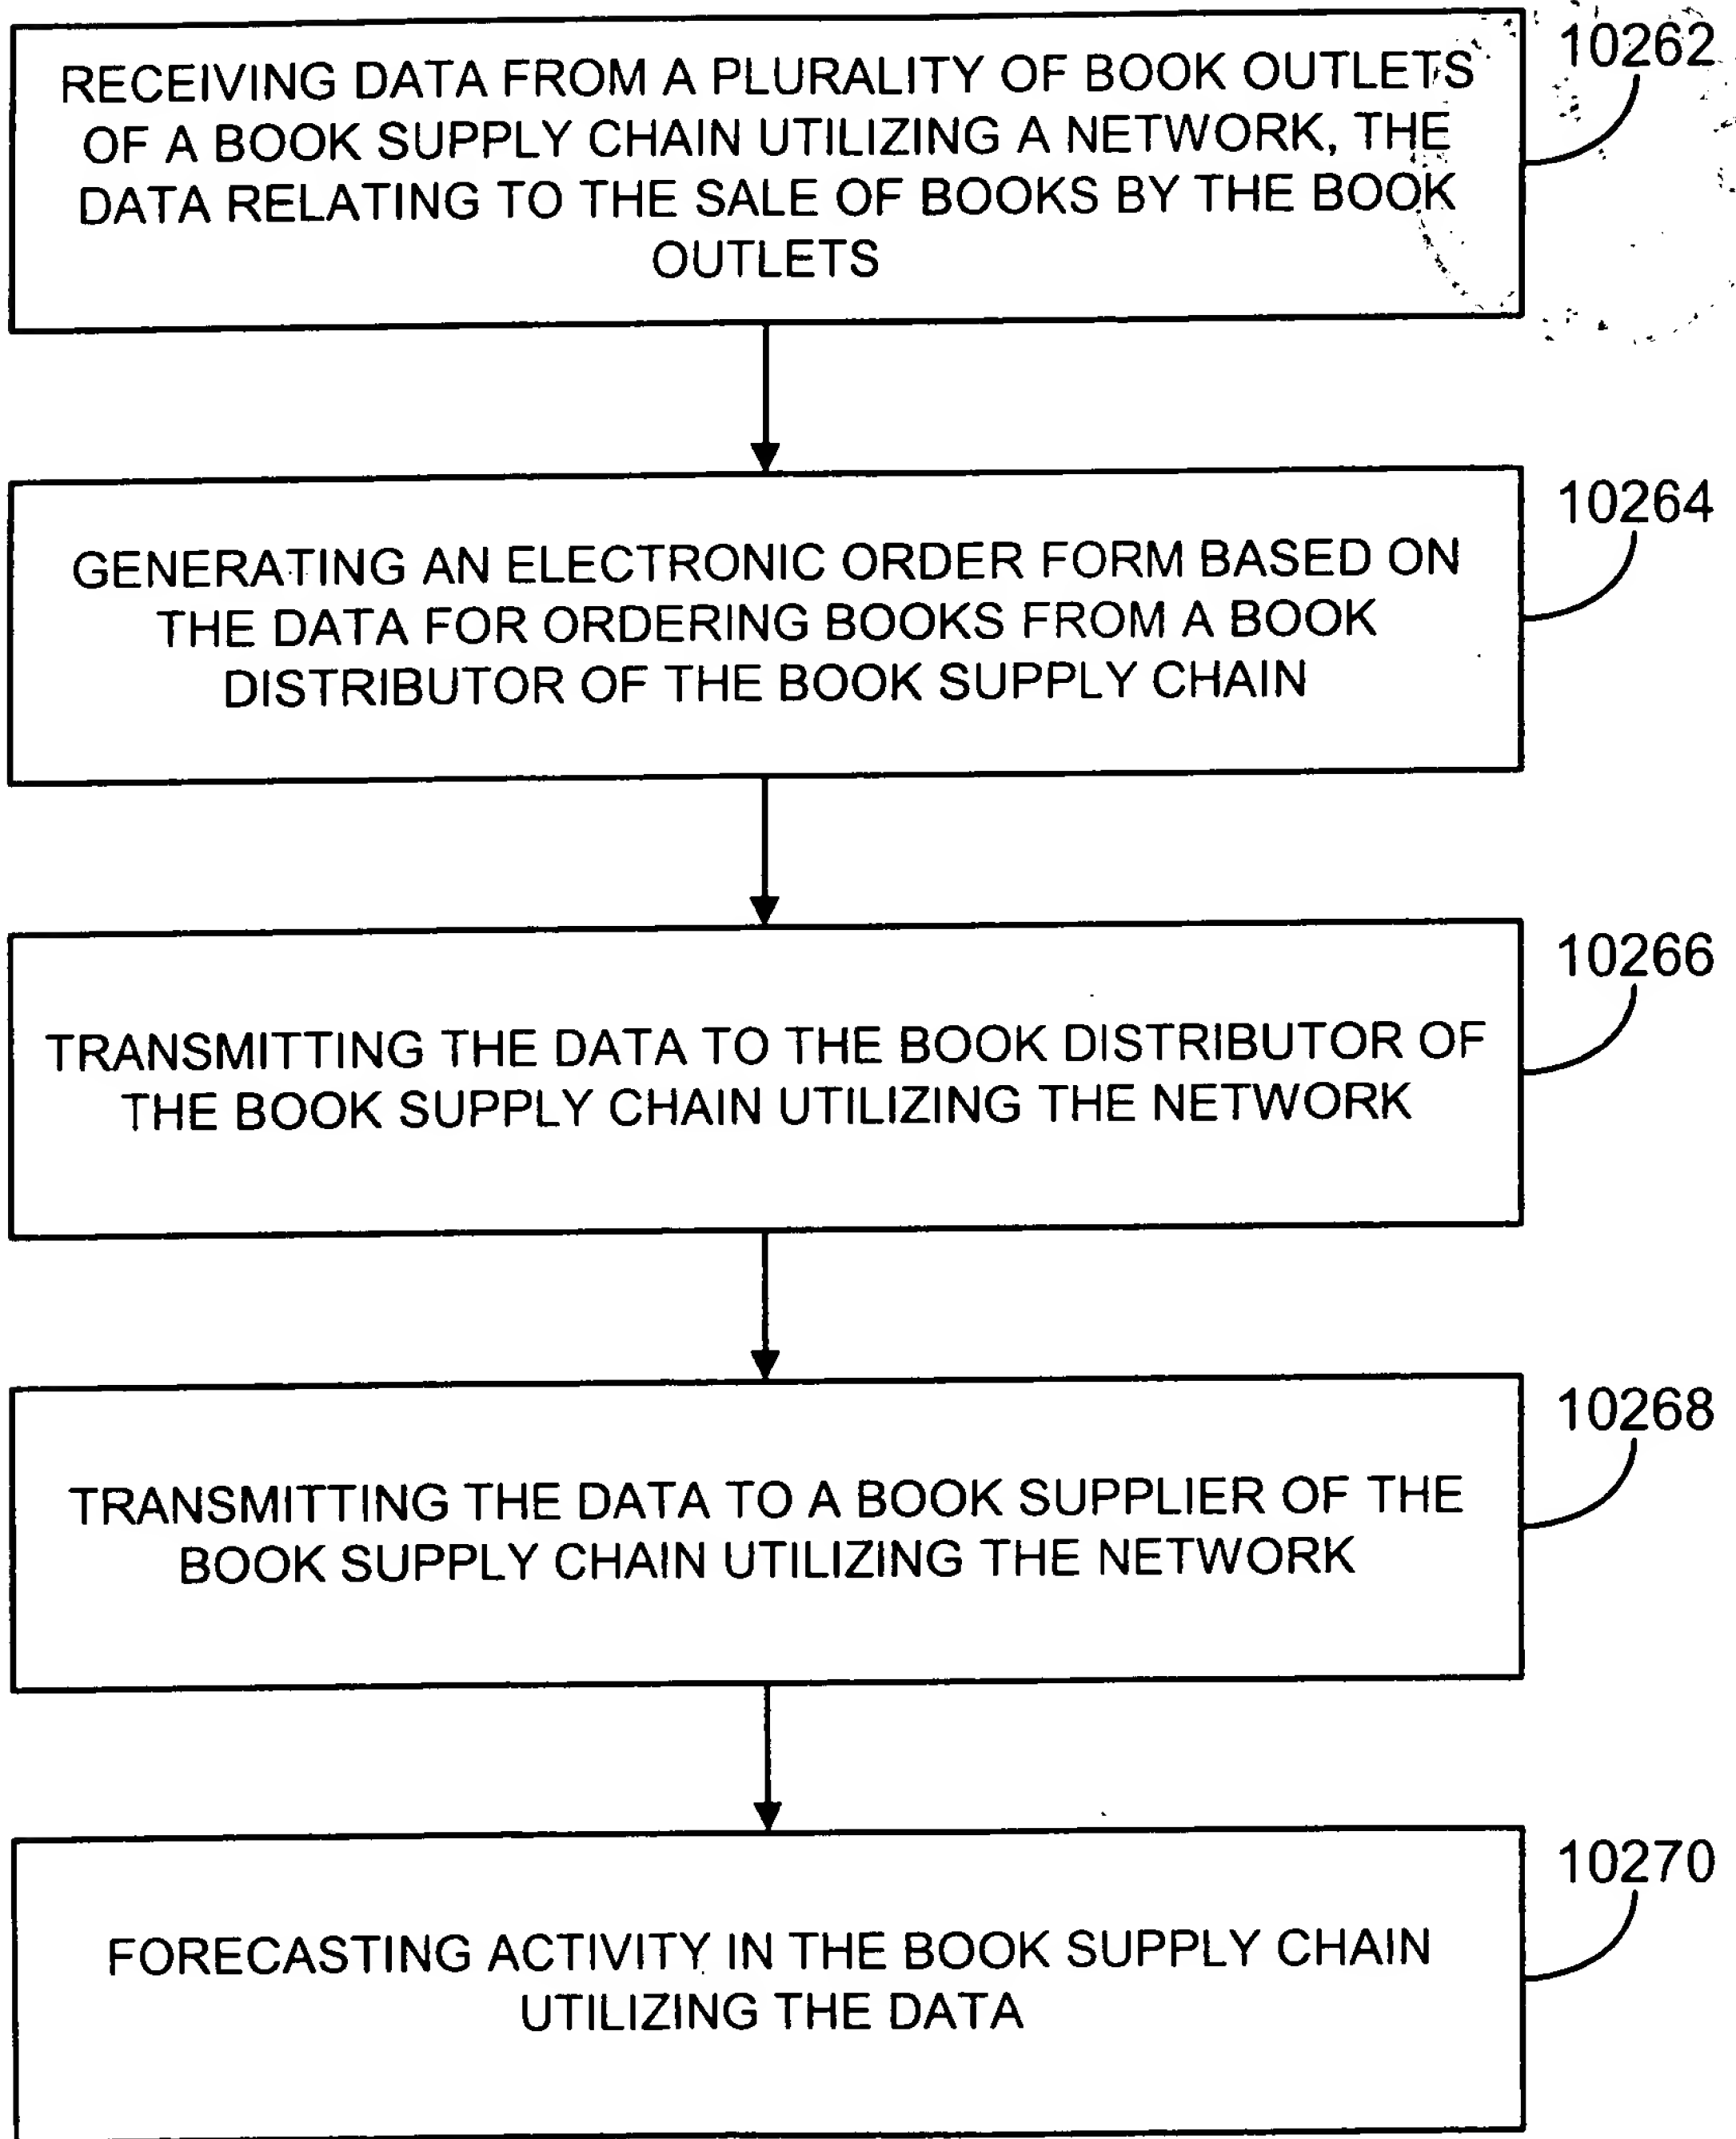 RECEIVING DATA FROM A PLURALITY OF BOOK OUTLETS
OF A BOOK SUPPLY CHAIN UTILIZING A NETWORK, THE
DATA RELATING TO THE SALE OF BOOKS BY THE BOOK
OUTLETS
10262
GENERATING AN ELECTRONIC ORDER FORM BASED ON
THE DATA FOR ORDERING BOOKS FROM A BOOK
DISTRIBUTOR OF THE BOOK SUPPLY CHAIN
10264
TRANSMITTING THE DATA TO THE BOOK DISTRIBUTOR OF
THE BOOK SUPPLY CHAIN UTILIZING THE NETWORK
10266
TRANSMITTING THE DATA TO A BOOK SUPPLIER OF THE
BOOK SUPPLY CHAIN UTILIZING THE NETWORK
10268
FORECASTING ACTIVITY IN THE BOOK SUPPLY CHAIN
UTILIZING THE DATA
10270